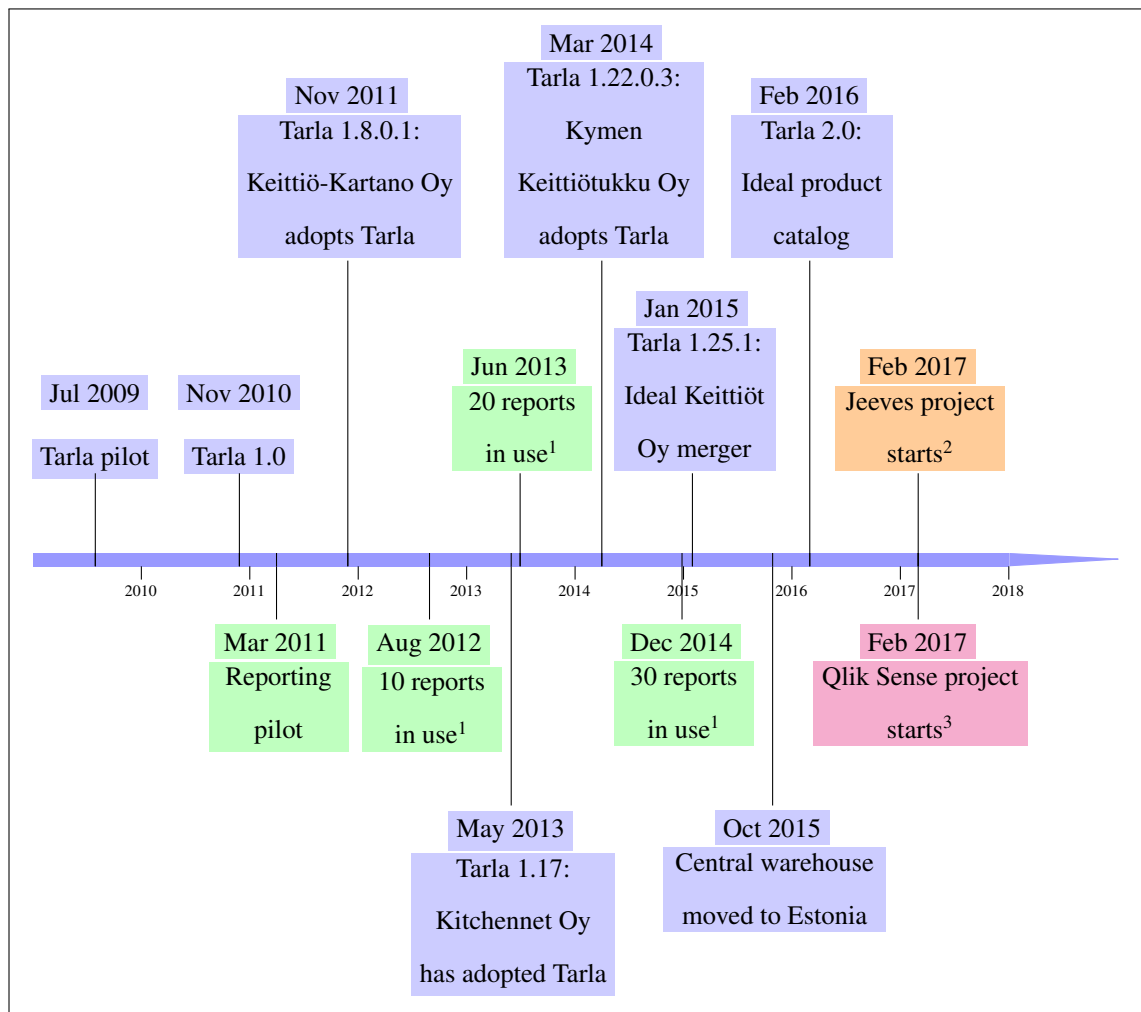 Mar 2014
Tarla 1.22.0.3:
Kymen
Keittiötukku Oy
adopts Tarla
Nov 2011
Tarla 1.8.0.1:
Keittiö-Kartano Oy
adopts Tarla
Feb 2016
Tarla 2.0:
Ideal product
catalog
Jan 2015
Tarla 1.25.1:
Ideal Keittiöt
Oy merger
Jul 2009
Tarla pilot
Nov 2010
Tarla 1.0
Jun 2013
20 reports
in use¹
Feb 2017
Jeeves project
starts²
2010 2011 2012 2013 2014 2015 2016 2017 2018
Mar 2011
Reporting
pilot
Aug 2012
10 reports
in use¹
Dec 2014
30 reports
in use¹
Feb 2017
Qlik Sense project
starts³
May 2013
Tarla 1.17:
Kitchennet Oy
has adopted Tarla
Oct 2015
Central warehouse
moved to Estonia